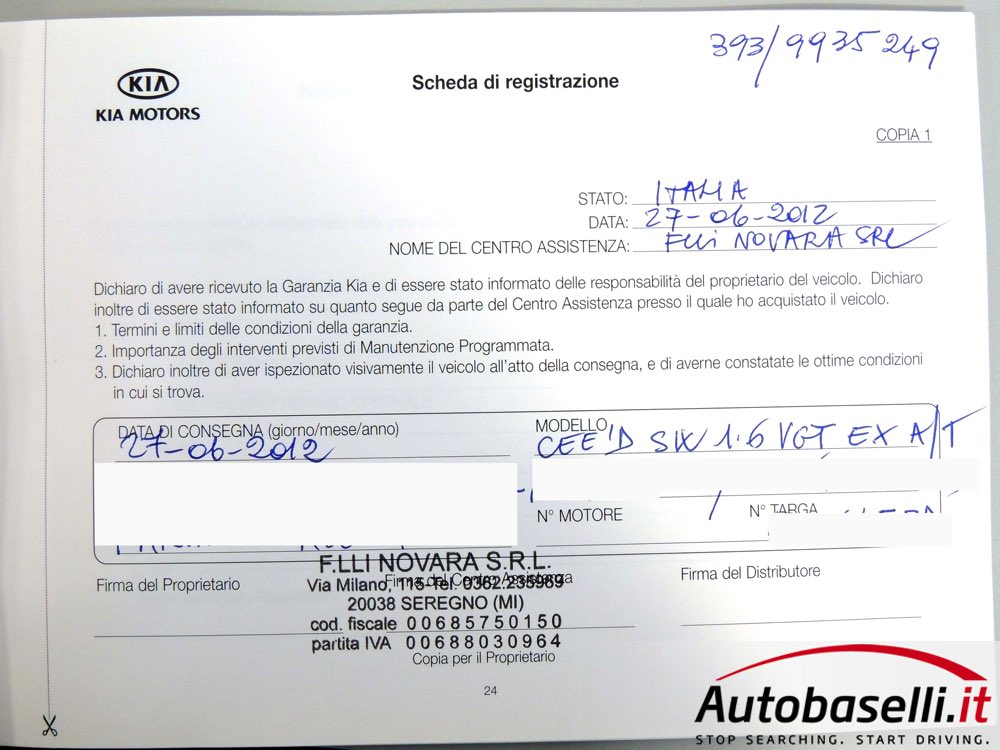 393/9935249
KIA
KIA MOTORS
Scheda di registrazione
COPIA 1
STATO: ITALIA
DATA: 27-06-2012
NOME DEL CENTRO ASSISTENZA: F.lli NOVARA SRL
Dichiaro di avere ricevuto la Garanzia Kia e di essere stato informato delle responsabilità del proprietario del veicolo. Dichiaro
inoltre di essere stato informato su quanto segue da parte del Centro Assistenza presso il quale ho acquistato il veicolo.
1. Termini e limiti delle condizioni della garanzia.
2. Importanza degli interventi previsti di Manutenzione Programmata.
3. Dichiaro inoltre di aver ispezionato visivamente il veicolo all'atto della consegna, e di averne constatate le ottime condizioni
in cui si trova.
DATA DI CONSEGNA (giorno/mese/anno)
27-06-2012
MODELLO
CEE'D SW 1.6 VGT EX A/T
N° MOTORE
N° TARGA
Firma del Proprietario
Firma del Centro Assistenza
Firma del Distributore
F.LLI NOVARA S.R.L.
Via Milano, 115-Tel. 0362.235969
20038 SEREGNO (MI)
cod. fiscale 00685750150
partita IVA 00688030964
Copia per il Proprietario
24
Autobaselli.it
STOP SEARCHING. START DRIVING.